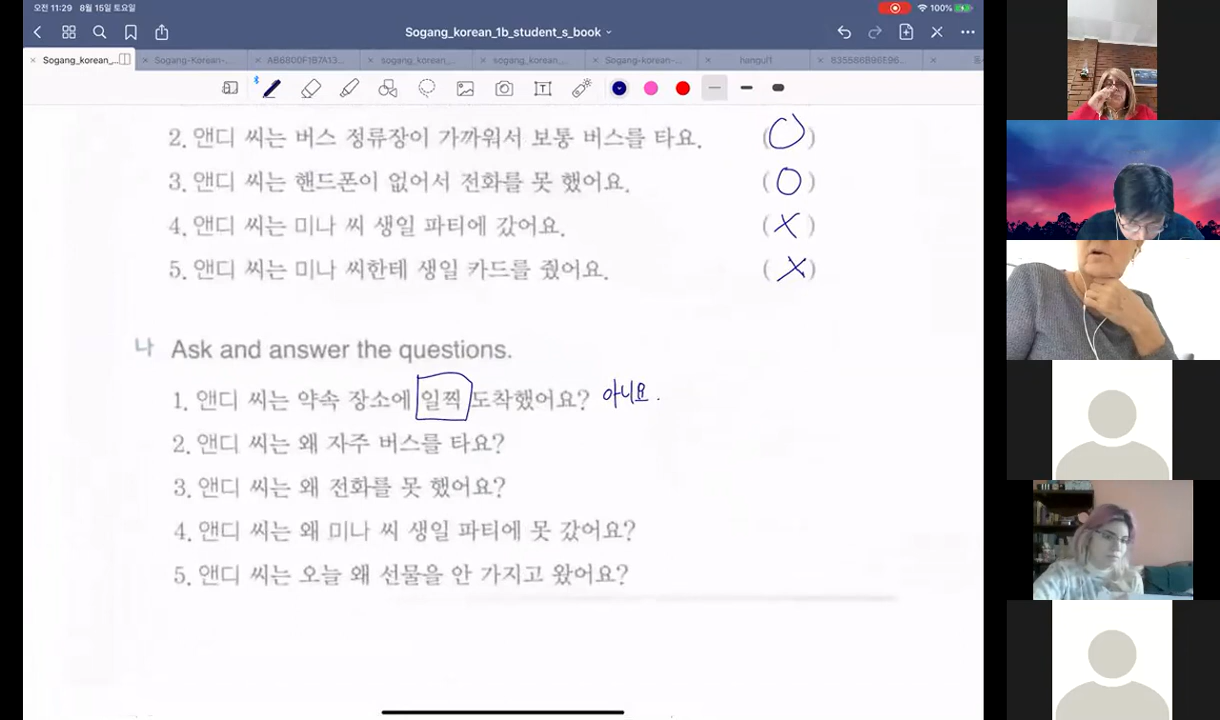 오전 11:29 8월 15일 토요일
100%
Sogang_korean_1b_student_s_book
Sogang_korean_...
Sogang-Korean-...
AB6800F1B7A13...
sogang_korean_...
sogang_korean_...
Sogang-korean-...
hangul1
835586B96E96...
2. 앤디 씨는 버스 정류장이 가까워서 보통 버스를 타요. (O)
3. 앤디 씨는 핸드폰이 없어서 전화를 못 했어요. (O)
4. 앤디 씨는 미나 씨 생일 파티에 갔어요. (X)
5. 앤디 씨는 미나 씨한테 생일 카드를 줬어요. (X)
나 Ask and answer the questions.
1. 앤디 씨는 약속 장소에 일찍 도착했어요? 아니요.
2. 앤디 씨는 왜 자주 버스를 타요?
3. 앤디 씨는 왜 전화를 못 했어요?
4. 앤디 씨는 왜 미나 씨 생일 파티에 못 갔어요?
5. 앤디 씨는 오늘 왜 선물을 안 가지고 왔어요?